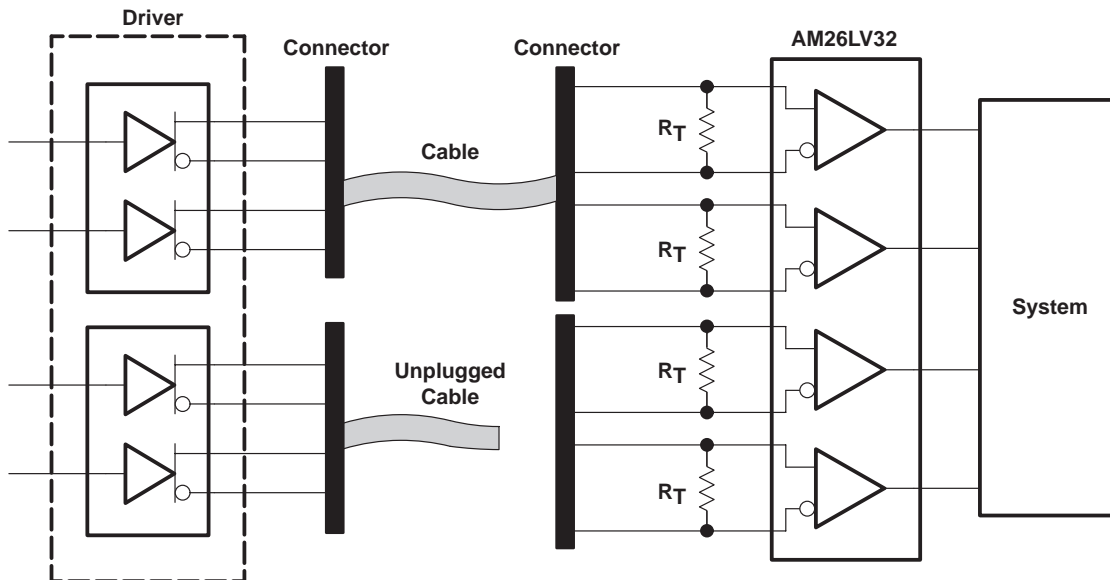 Driver
Connector
Connector
AM26LV32
Cable
RT
RT
System
Unplugged
Cable
RT
RT